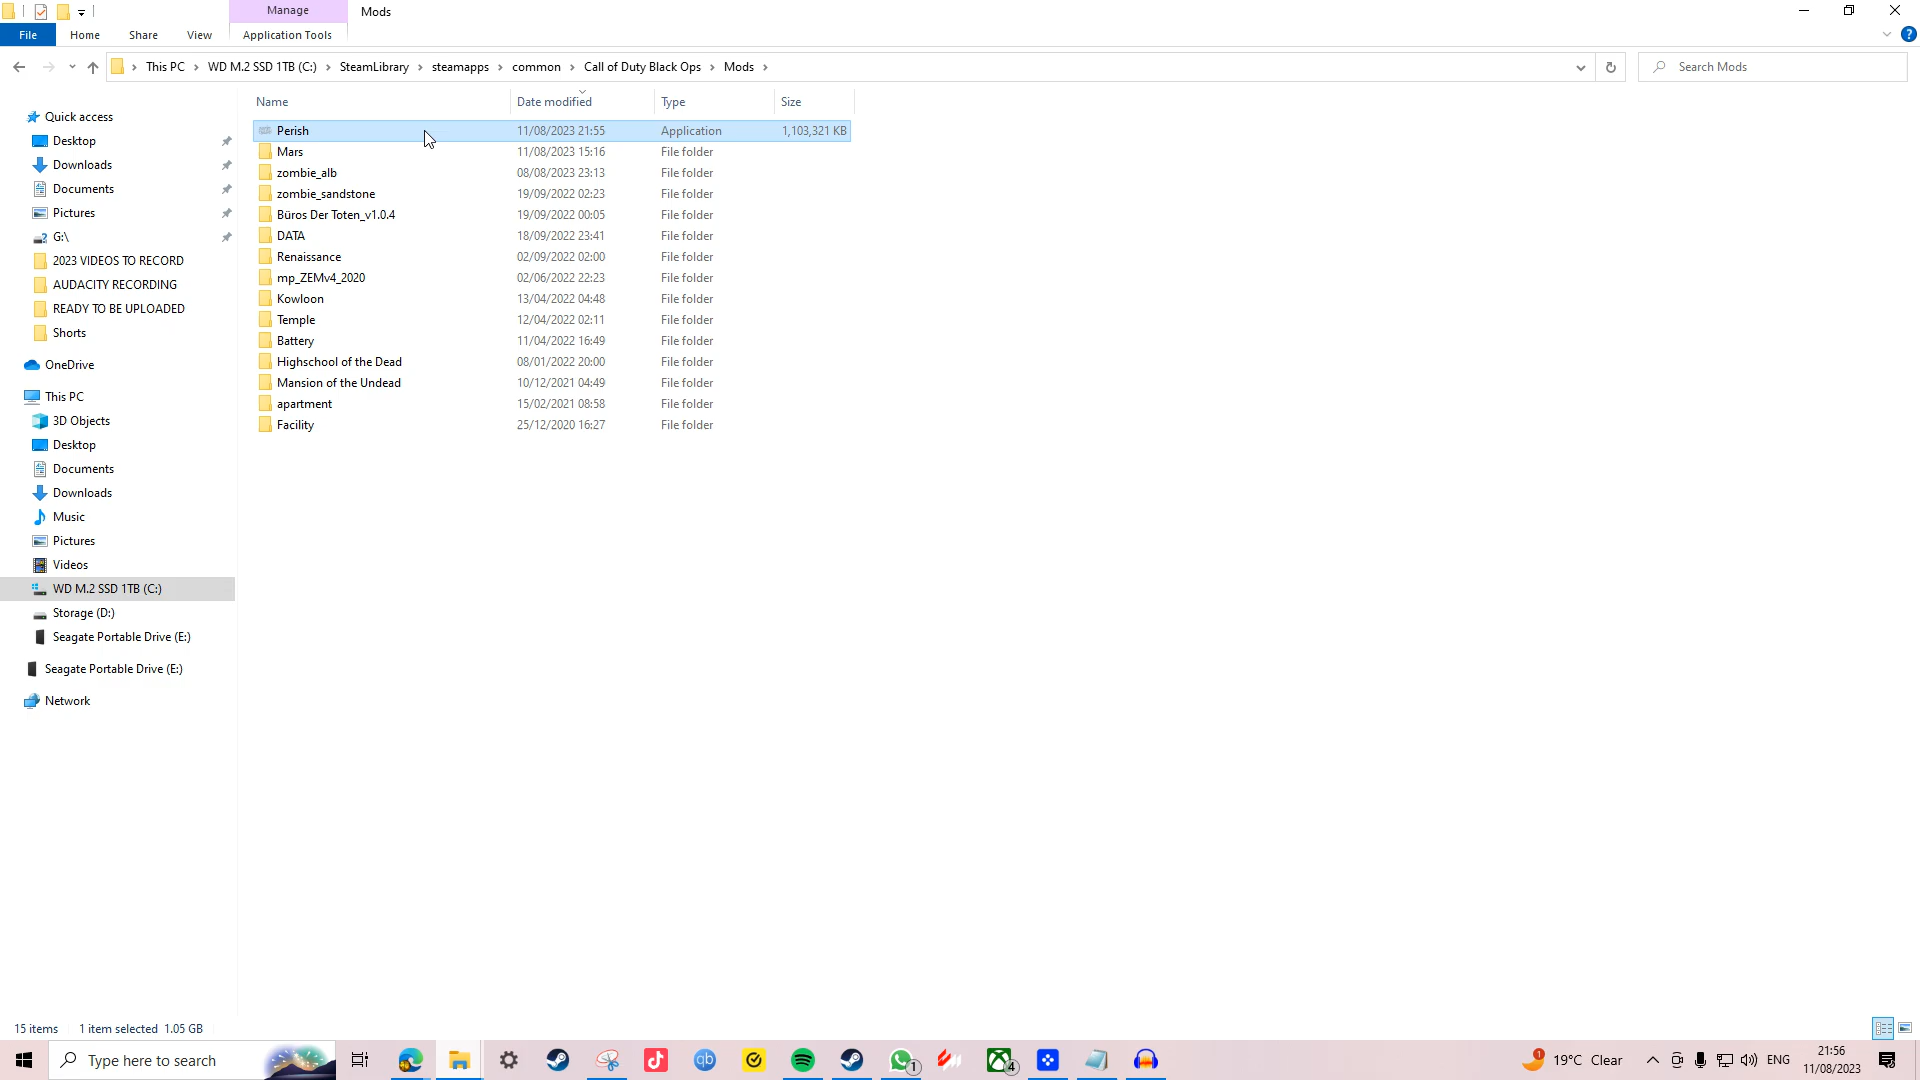 Manage
Mods
File
Home
Share
View
Application Tools
This PC
WD M.2 SSD 1TB (C:)
SteamLibrary
steamapps
common
Call of Duty Black Ops
Mods
Search Mods
Name
Date modified
Type
Size
Quick access
Desktop
Downloads
Documents
Pictures
G:\
2023 VIDEOS TO RECORD
AUDACITY RECORDING
READY TO BE UPLOADED
Shorts
OneDrive
This PC
3D Objects
Desktop
Documents
Downloads
Music
Pictures
Videos
WD M.2 SSD 1TB (C:)
Storage (D:)
Seagate Portable Drive (E:)
Seagate Portable Drive (E:)
Network
Perish 11/08/2023 21:55 Application 1,103,321 KB
Mars 11/08/2023 15:16 File folder
zombie_alb 08/08/2023 23:13 File folder
zombie_sandstone 19/09/2022 02:23 File folder
Büros Der Toten_v1.0.4 19/09/2022 00:05 File folder
DATA 18/09/2022 23:41 File folder
Renaissance 02/09/2022 02:00 File folder
mp_ZEMv4_2020 02/06/2022 22:23 File folder
Kowloon 13/04/2022 04:48 File folder
Temple 12/04/2022 02:11 File folder
Battery 11/04/2022 16:49 File folder
Highschool of the Dead 08/01/2022 20:00 File folder
Mansion of the Undead 10/12/2021 04:49 File folder
apartment 15/02/2021 08:58 File folder
Facility 25/12/2020 16:27 File folder
15 items
1 item selected 1.05 GB
Type here to search
qb
1
4
1
19°C Clear
ENG
21:56
11/08/2023